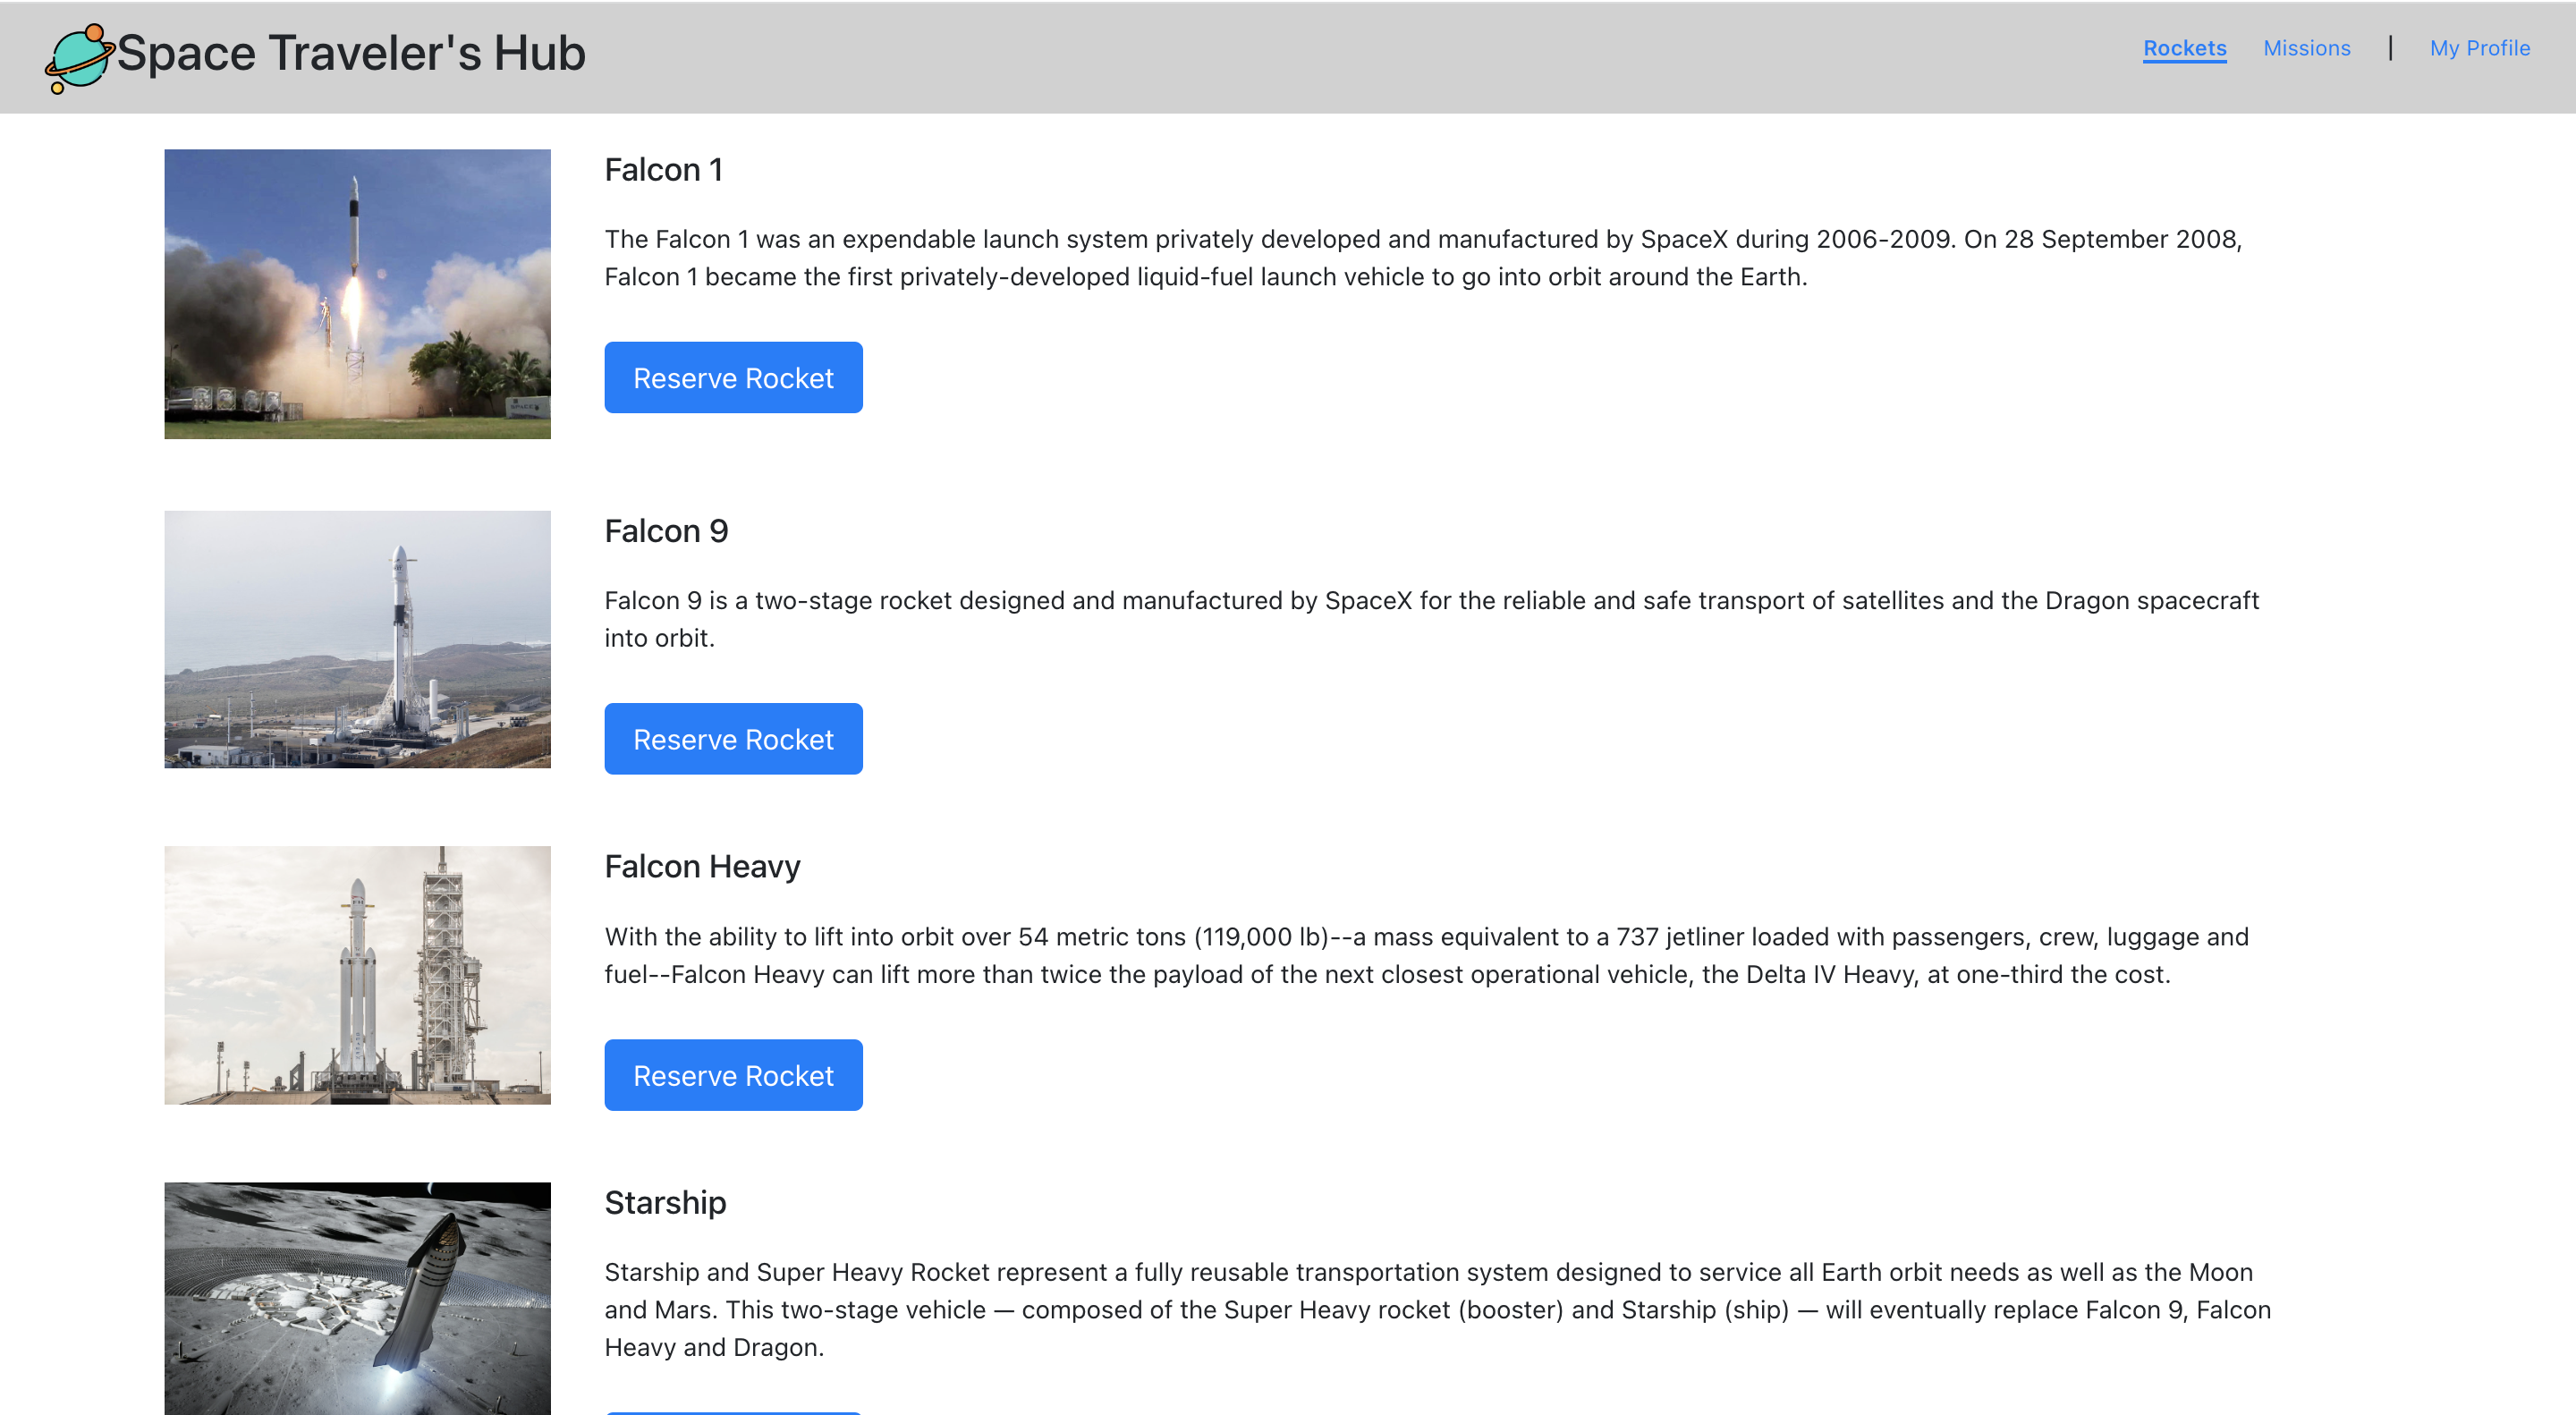 Space Traveler's Hub
Rockets Missions | My Profile
Falcon 1
The Falcon 1 was an expendable launch system privately developed and manufactured by SpaceX during 2006-2009. On 28 September 2008,
Falcon 1 became the first privately-developed liquid-fuel launch vehicle to go into orbit around the Earth.
Reserve Rocket
Falcon 9
Falcon 9 is a two-stage rocket designed and manufactured by SpaceX for the reliable and safe transport of satellites and the Dragon spacecraft
into orbit.
Reserve Rocket
Falcon Heavy
With the ability to lift into orbit over 54 metric tons (119,000 lb)--a mass equivalent to a 737 jetliner loaded with passengers, crew, luggage and
fuel--Falcon Heavy can lift more than twice the payload of the next closest operational vehicle, the Delta IV Heavy, at one-third the cost.
Reserve Rocket
Starship
Starship and Super Heavy Rocket represent a fully reusable transportation system designed to service all Earth orbit needs as well as the Moon
and Mars. This two-stage vehicle — composed of the Super Heavy rocket (booster) and Starship (ship) — will eventually replace Falcon 9, Falcon
Heavy and Dragon.